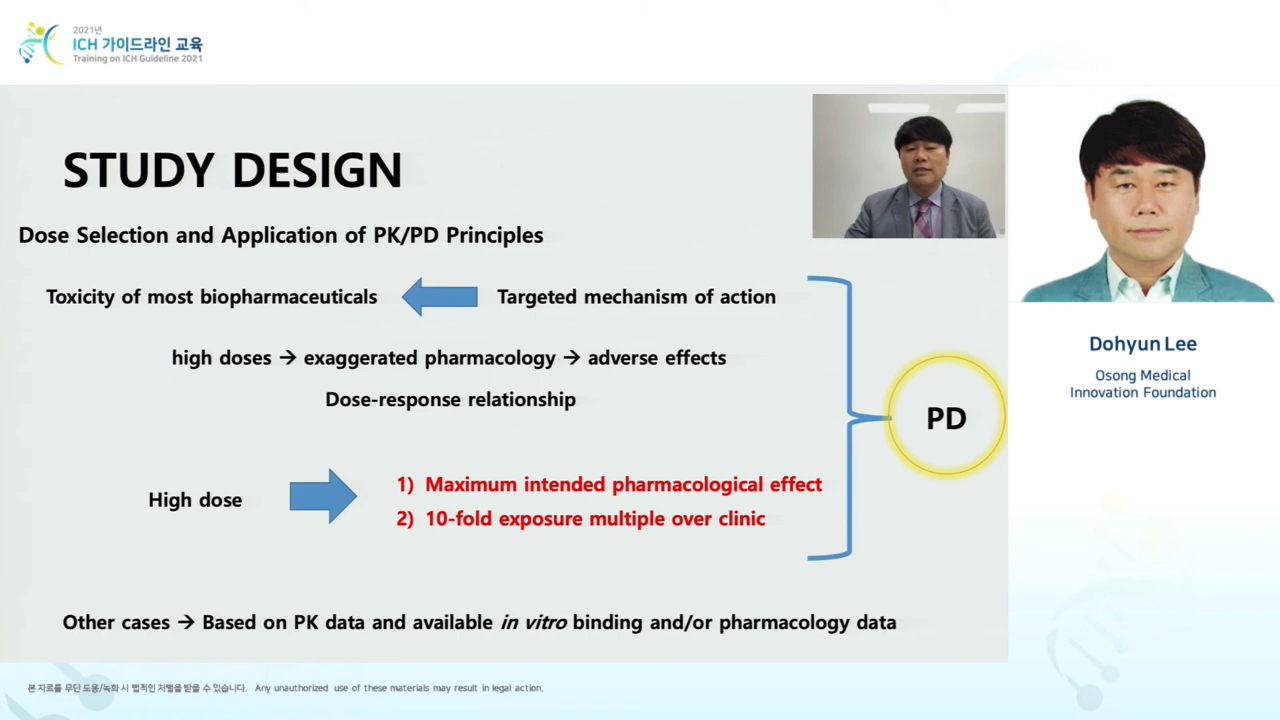 2021년
ICH 가이드라인 교육
Training on ICH Guideline 2021
STUDY DESIGN
Dose Selection and Application of PK/PD Principles
Toxicity of most biopharmaceuticals
Targeted mechanism of action
high doses → exaggerated pharmacology → adverse effects
Dose-response relationship
High dose
1) Maximum intended pharmacological effect
2) 10-fold exposure multiple over clinic
PD
Other cases → Based on PK data and available in vitro binding and/or pharmacology data
Dohyun Lee
Osong Medical
Innovation Foundation
본 자료를 무단 도용/녹화 시 법적인 처벌을 받을 수 있습니다. Any unauthorized use of these materials may result in legal action.